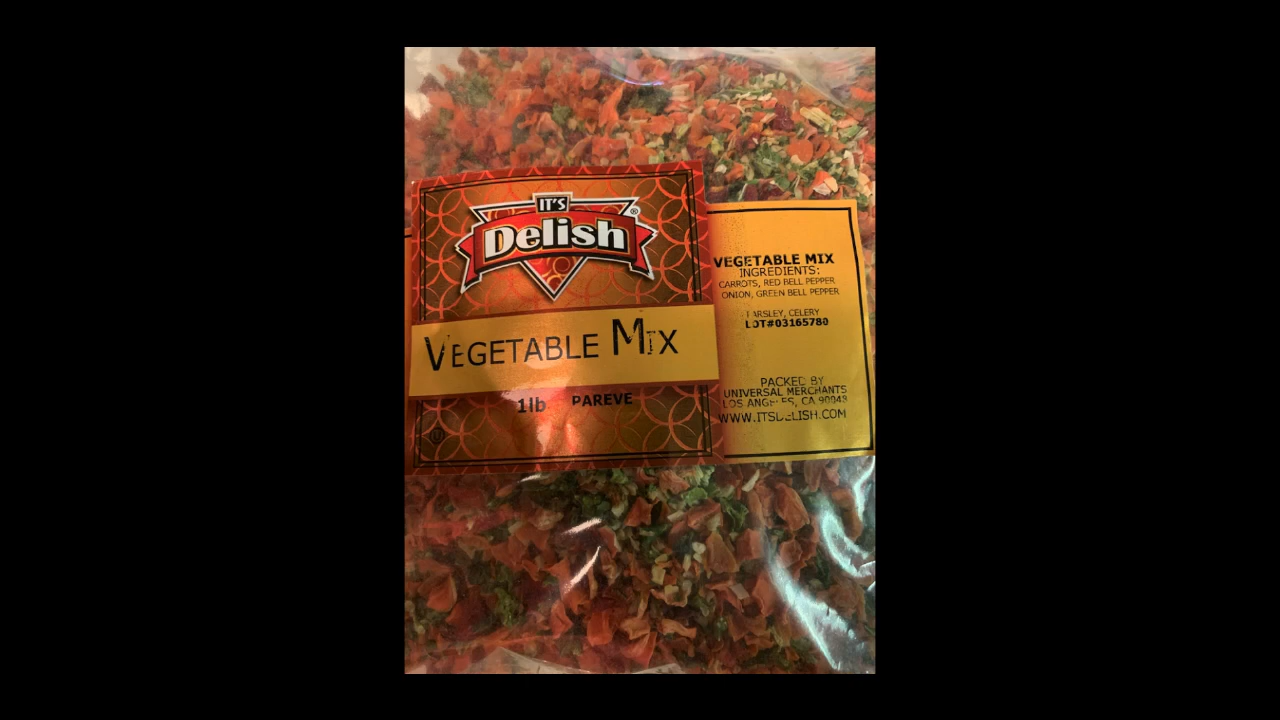 IT'S
Delish®
VEGETABLE MIX
1lb PAREVE
VEGETABLE MIX
INGREDIENTS:
CARROTS, RED BELL PEPPER
ONION, GREEN BELL PEPPER
PARSLEY, CELERY
LOT#03165780
PACKED BY
UNIVERSAL MERCHANTS
LOS ANGELES, CA 90048
WWW.ITSDELISH.COM